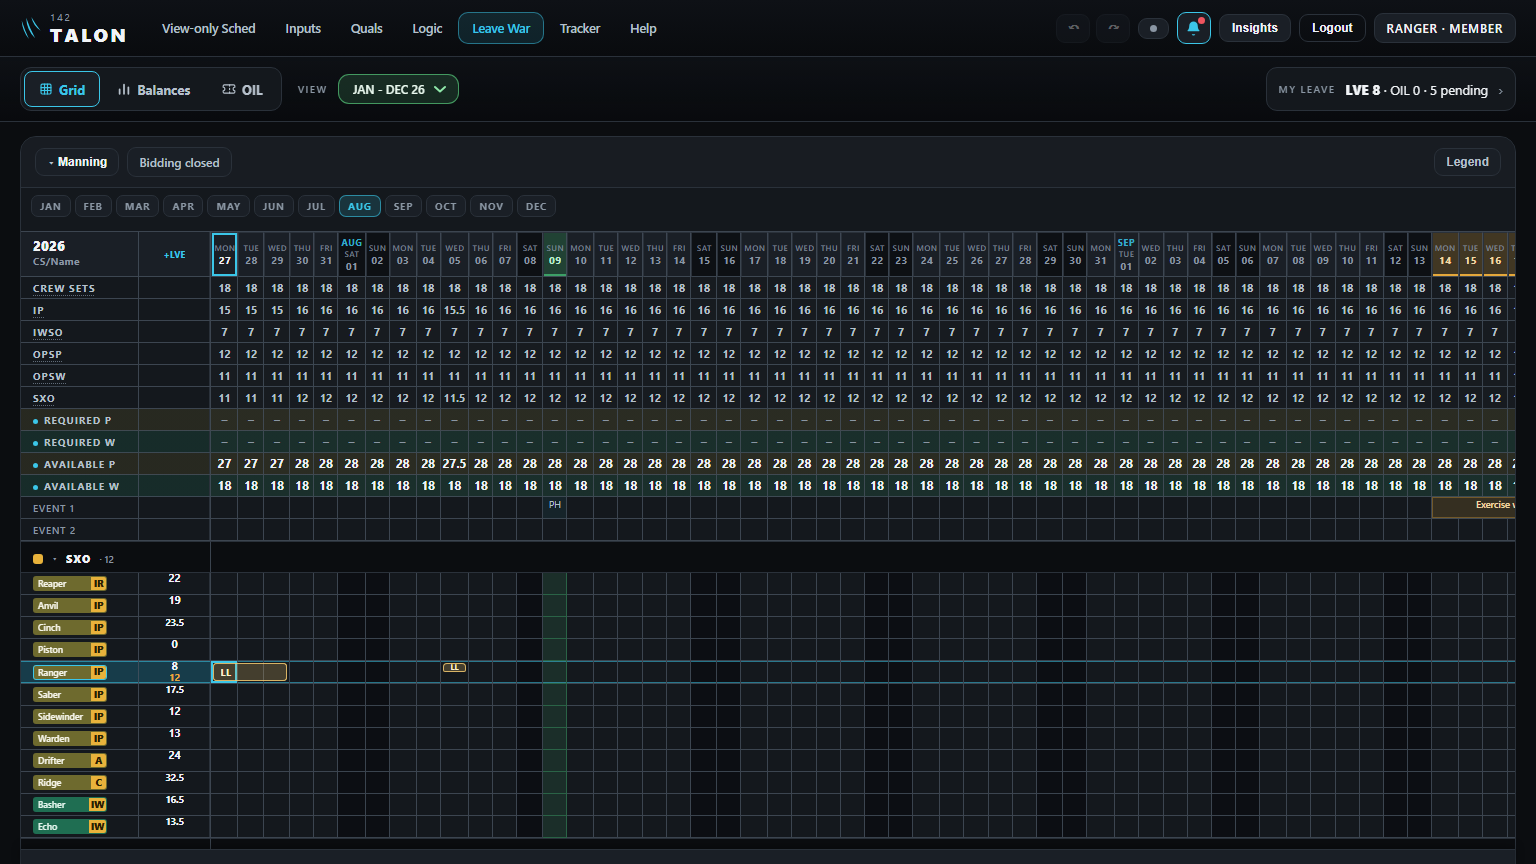 142
TALON
View-only Sched Inputs Quals Logic Leave War Tracker Help
Insights Logout RANGER · MEMBER
Grid Balances OIL VIEW JAN - DEC 26
MY LEAVE LVE 8 · OIL 0 · 5 pending ›
Manning Bidding closed Legend
JAN FEB MAR APR MAY JUN JUL AUG SEP OCT NOV DEC
2026
CS/Name
+LVE
MON 27 TUE 28 WED 29 THU 30 FRI 31 AUG SAT 01 SUN 02 MON 03 TUE 04 WED 05 THU 06 FRI 07 SAT 08 SUN 09 MON 10 TUE 11 WED 12 THU 13 FRI 14 SAT 15 SUN 16 MON 17 TUE 18 WED 19 THU 20 FRI 21 SAT 22 SUN 23 MON 24 TUE 25 WED 26 THU 27 FRI 28 SAT 29 SUN 30 MON 31 SEP TUE 01 WED 02 THU 03 FRI 04 SAT 05 SUN 06 MON 07 TUE 08 WED 09 THU 10 FRI 11 SAT 12 SUN 13 MON 14 TUE 15 WED 16
CREW SETS 18 18 18 18 18 18 18 18 18 18 18 18 18 18 18 18 18 18 18 18 18 18 18 18 18 18 18 18 18 18 18 18 18 18 18 18 18 18 18 18 18 18 18 18 18 18 18 18 18 18 18 18
IP 15 15 15 16 16 16 16 16 16 15.5 16 16 16 16 16 16 16 16 16 16 16 16 16 16 16 16 16 16 16 16 16 16 16 16 16 16 16 16 16 16 16 16 16 16 16 16 16 16 16 16 16 16
IWSO 7 7 7 7 7 7 7 7 7 7 7 7 7 7 7 7 7 7 7 7 7 7 7 7 7 7 7 7 7 7 7 7 7 7 7 7 7 7 7 7 7 7 7 7 7 7 7 7 7 7 7 7
OPSP 12 12 12 12 12 12 12 12 12 12 12 12 12 12 12 12 12 12 12 12 12 12 12 12 12 12 12 12 12 12 12 12 12 12 12 12 12 12 12 12 12 12 12 12 12 12 12 12 12 12 12 12
OPSW 11 11 11 11 11 11 11 11 11 11 11 11 11 11 11 11 11 11 11 11 11 11 11 11 11 11 11 11 11 11 11 11 11 11 11 11 11 11 11 11 11 11 11 11 11 11 11 11 11 11 11 11
SXO 11 11 11 12 12 12 12 12 12 11.5 12 12 12 12 12 12 12 12 12 12 12 12 12 12 12 12 12 12 12 12 12 12 12 12 12 12 12 12 12 12 12 12 12 12 12 12 12 12 12 12 12 12
REQUIRED P – – – – – – – – – – – – – – – – – – – – – – – – – – – – – – – – – – – – – – – – – – – – – – – – – – – –
REQUIRED W – – – – – – – – – – – – – – – – – – – – – – – – – – – – – – – – – – – – – – – – – – – – – – – – – – – –
AVAILABLE P 27 27 27 28 28 28 28 28 28 27.5 28 28 28 28 28 28 28 28 28 28 28 28 28 28 28 28 28 28 28 28 28 28 28 28 28 28 28 28 28 28 28 28 28 28 28 28 28 28 28 28 28 28
AVAILABLE W 18 18 18 18 18 18 18 18 18 18 18 18 18 18 18 18 18 18 18 18 18 18 18 18 18 18 18 18 18 18 18 18 18 18 18 18 18 18 18 18 18 18 18 18 18 18 18 18 18 18 18 18
EVENT 1 PH Exercise
EVENT 2
SXO · 12
Reaper IR 22
Anvil IP 19
Cinch IP 23.5
Piston IP 0
Ranger IP 8 12 LL LL
Saber IP 17.5
Sidewinder IP 12
Warden IP 13
Drifter A 24
Ridge C 32.5
Basher IW 16.5
Echo IW 13.5